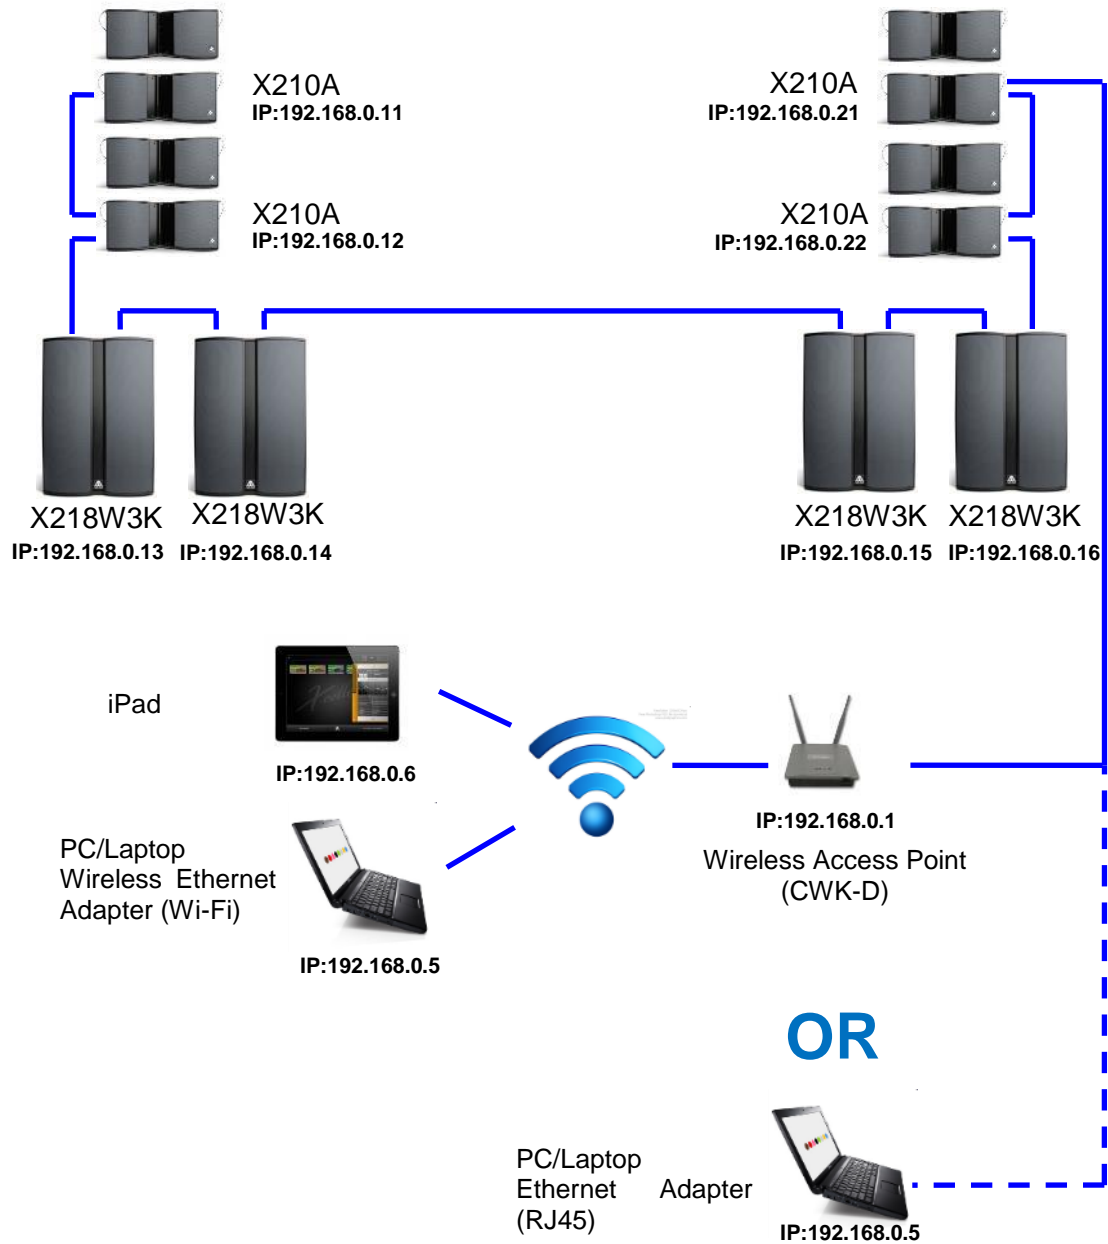 X210A
IP:192.168.0.11
X210A
IP:192.168.0.21
X210A
IP:192.168.0.12
X210A
IP:192.168.0.22
X218W3K
IP:192.168.0.13
X218W3K
IP:192.168.0.14
X218W3K
IP:192.168.0.15
X218W3K
IP:192.168.0.16
iPad
IP:192.168.0.6
PC/Laptop
Wireless Ethernet
Adapter (Wi-Fi)
IP:192.168.0.5
IP:192.168.0.1
Wireless Access Point
(CWK-D)
OR
PC/Laptop
Ethernet Adapter
(RJ45)
IP:192.168.0.5